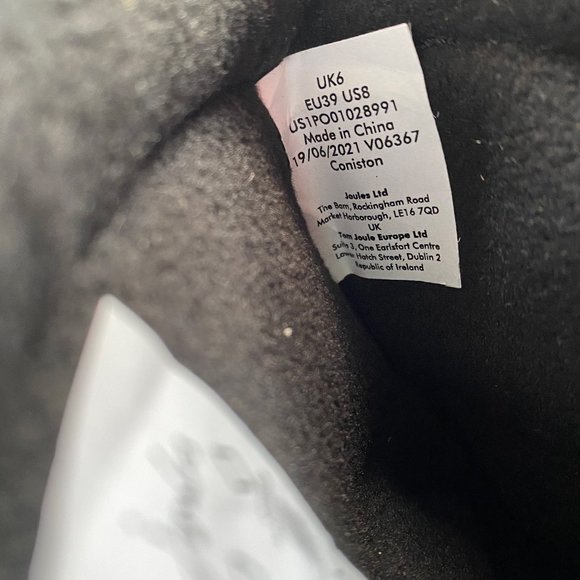 UK6
EU39 US8
US1PO01028991
Made in China
19/06/2021 V06367
Coniston
Joules Ltd
The Barn, Rockingham Road
Market Harborough, LE16 7QD
UK
Tom Joule Europe Ltd
Suite 3, One Earlsfort Centre
Lower Hatch Street, Dublin 2
Republic of Ireland